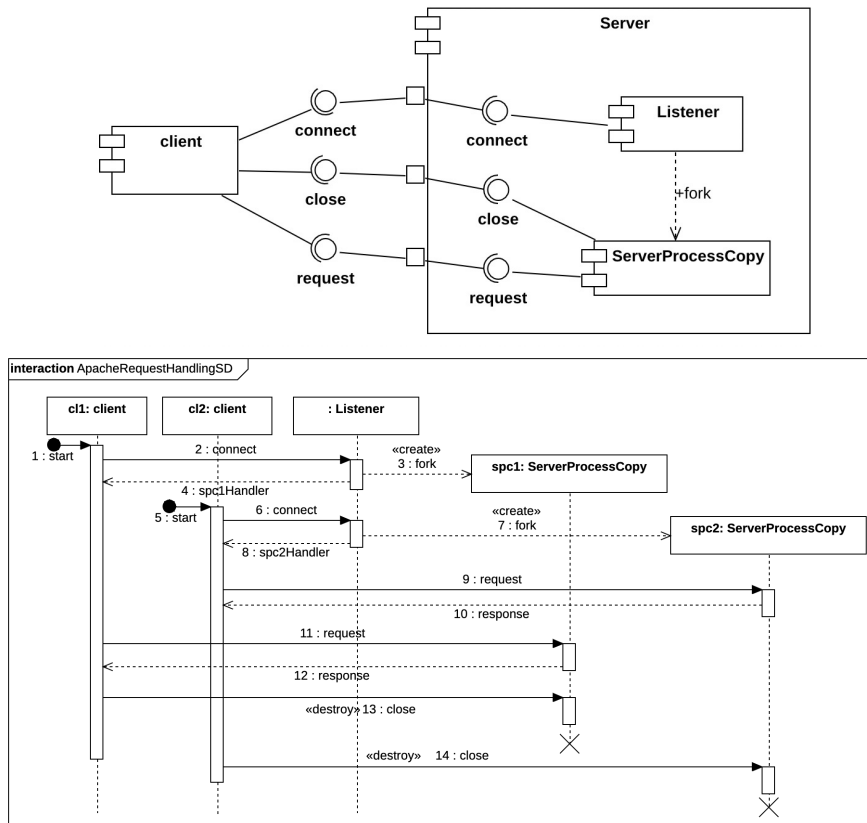 Server
client
connect
connect
Listener
close
close
+fork
request
request
ServerProcessCopy
interaction ApacheRequestHandlingSD
cl1: client
cl2: client
: Listener
1 : start
2 : connect
«create»
3 : fork
spc1: ServerProcessCopy
4 : spc1Handler
5 : start
6 : connect
«create»
7 : fork
spc2: ServerProcessCopy
8 : spc2Handler
9 : request
10 : response
11 : request
12 : response
«destroy» 13 : close
«destroy» 14 : close